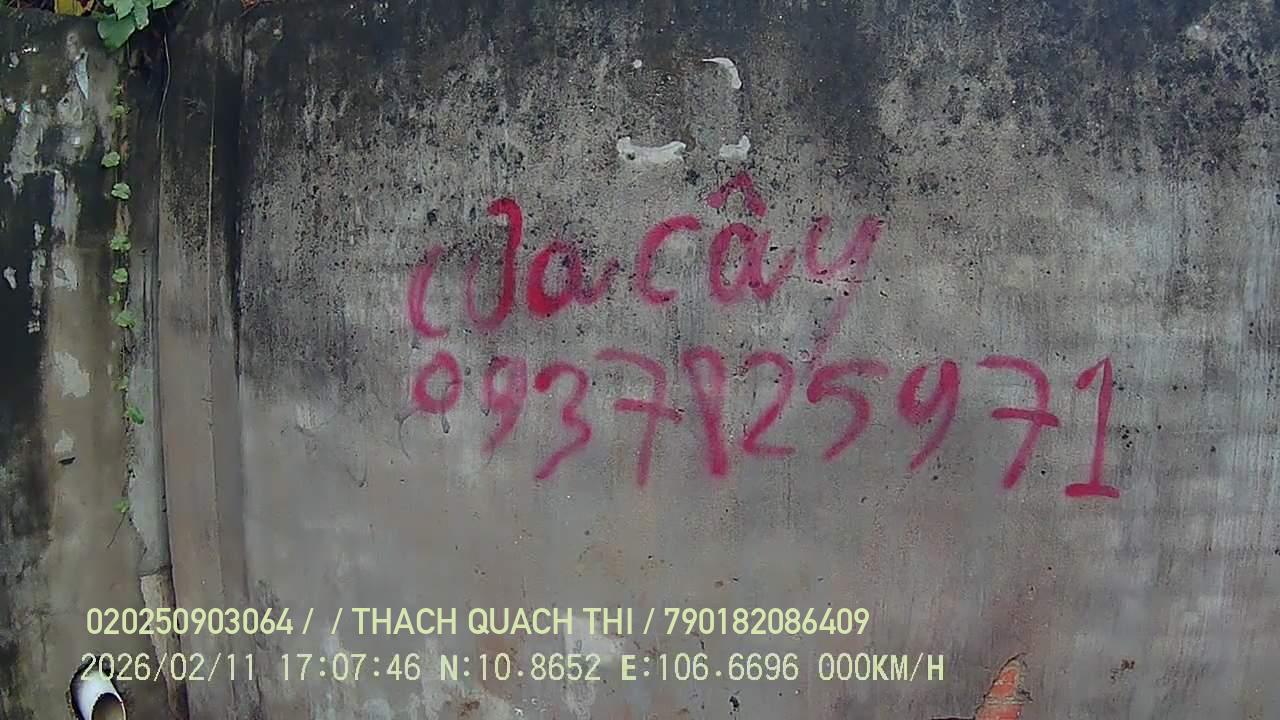 cưa cây
0937825971
020250903064 / / THACH QUACH THI / 790182086409
2026/02/11 17:07:46 N:10.8652 E:106.6696 000KM/H